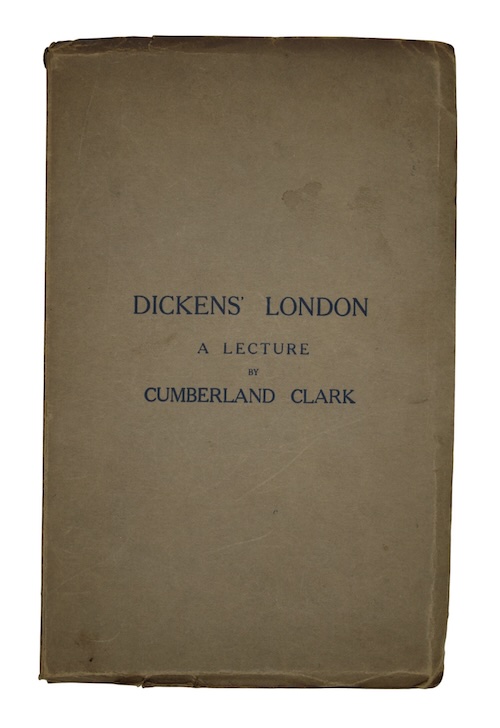 DICKENS' LONDON
A LECTURE
BY
CUMBERLAND CLARK